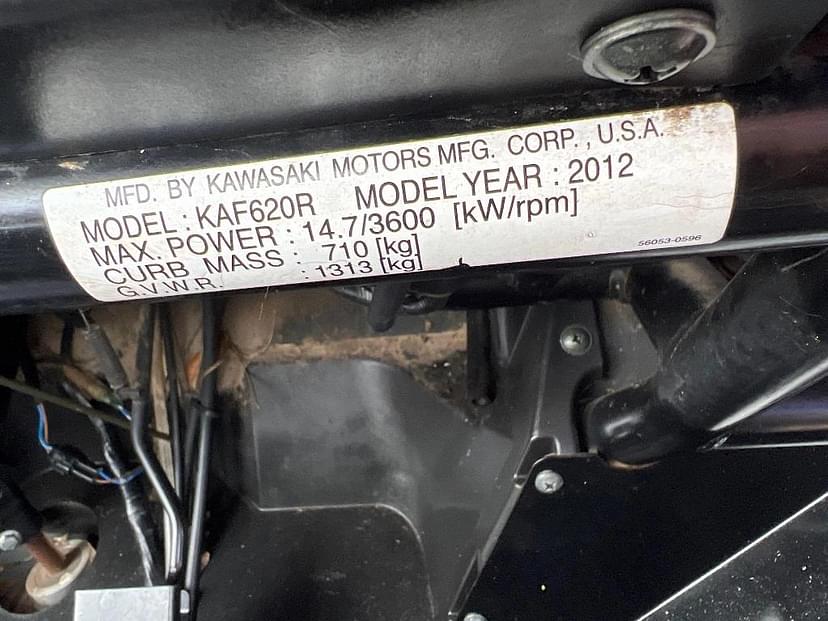 MFD. BY KAWASAKI MOTORS MFG. CORP., U.S.A.
MODEL : KAF620R MODEL YEAR : 2012
MAX. POWER : 14.7/3600 [kW/rpm]
CURB MASS : 710 [kg]
G.V.W.R. : 1313 [kg]
56053-0596